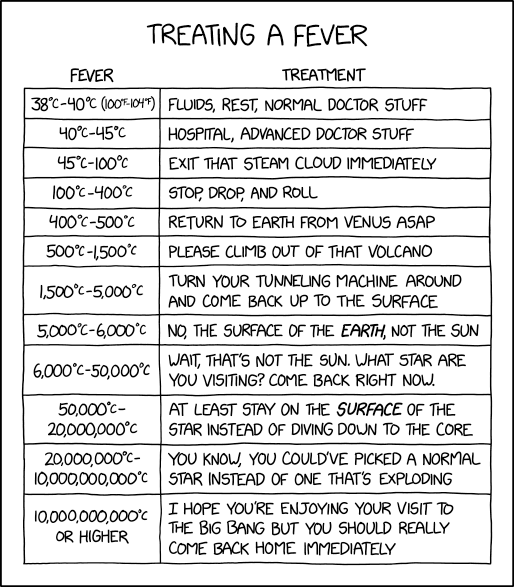 TREATING A FEVER
FEVER TREATMENT
38°C-40°C (100°F-104°F) FLUIDS, REST, NORMAL DOCTOR STUFF
40°C-45°C HOSPITAL, ADVANCED DOCTOR STUFF
45°C-100°C EXIT THAT STEAM CLOUD IMMEDIATELY
100°C-400°C STOP, DROP, AND ROLL
400°C-500°C RETURN TO EARTH FROM VENUS ASAP
500°C-1,500°C PLEASE CLIMB OUT OF THAT VOLCANO
1,500°C-5,000°C
TURN YOUR TUNNELING MACHINE AROUND
AND COME BACK UP TO THE SURFACE
5,000°C-6,000°C NO, THE SURFACE OF THE EARTH, NOT THE SUN
6,000°C-50,000°C
WAIT, THAT'S NOT THE SUN. WHAT STAR ARE
YOU VISITING? COME BACK RIGHT NOW.
50,000°C-
20,000,000°C
AT LEAST STAY ON THE SURFACE OF THE
STAR INSTEAD OF DIVING DOWN TO THE CORE
20,000,000°C-
10,000,000,000°C
YOU KNOW, YOU COULD'VE PICKED A NORMAL
STAR INSTEAD OF ONE THAT'S EXPLODING
10,000,000,000°C
OR HIGHER
I HOPE YOU'RE ENJOYING YOUR VISIT TO
THE BIG BANG BUT YOU SHOULD REALLY
COME BACK HOME IMMEDIATELY